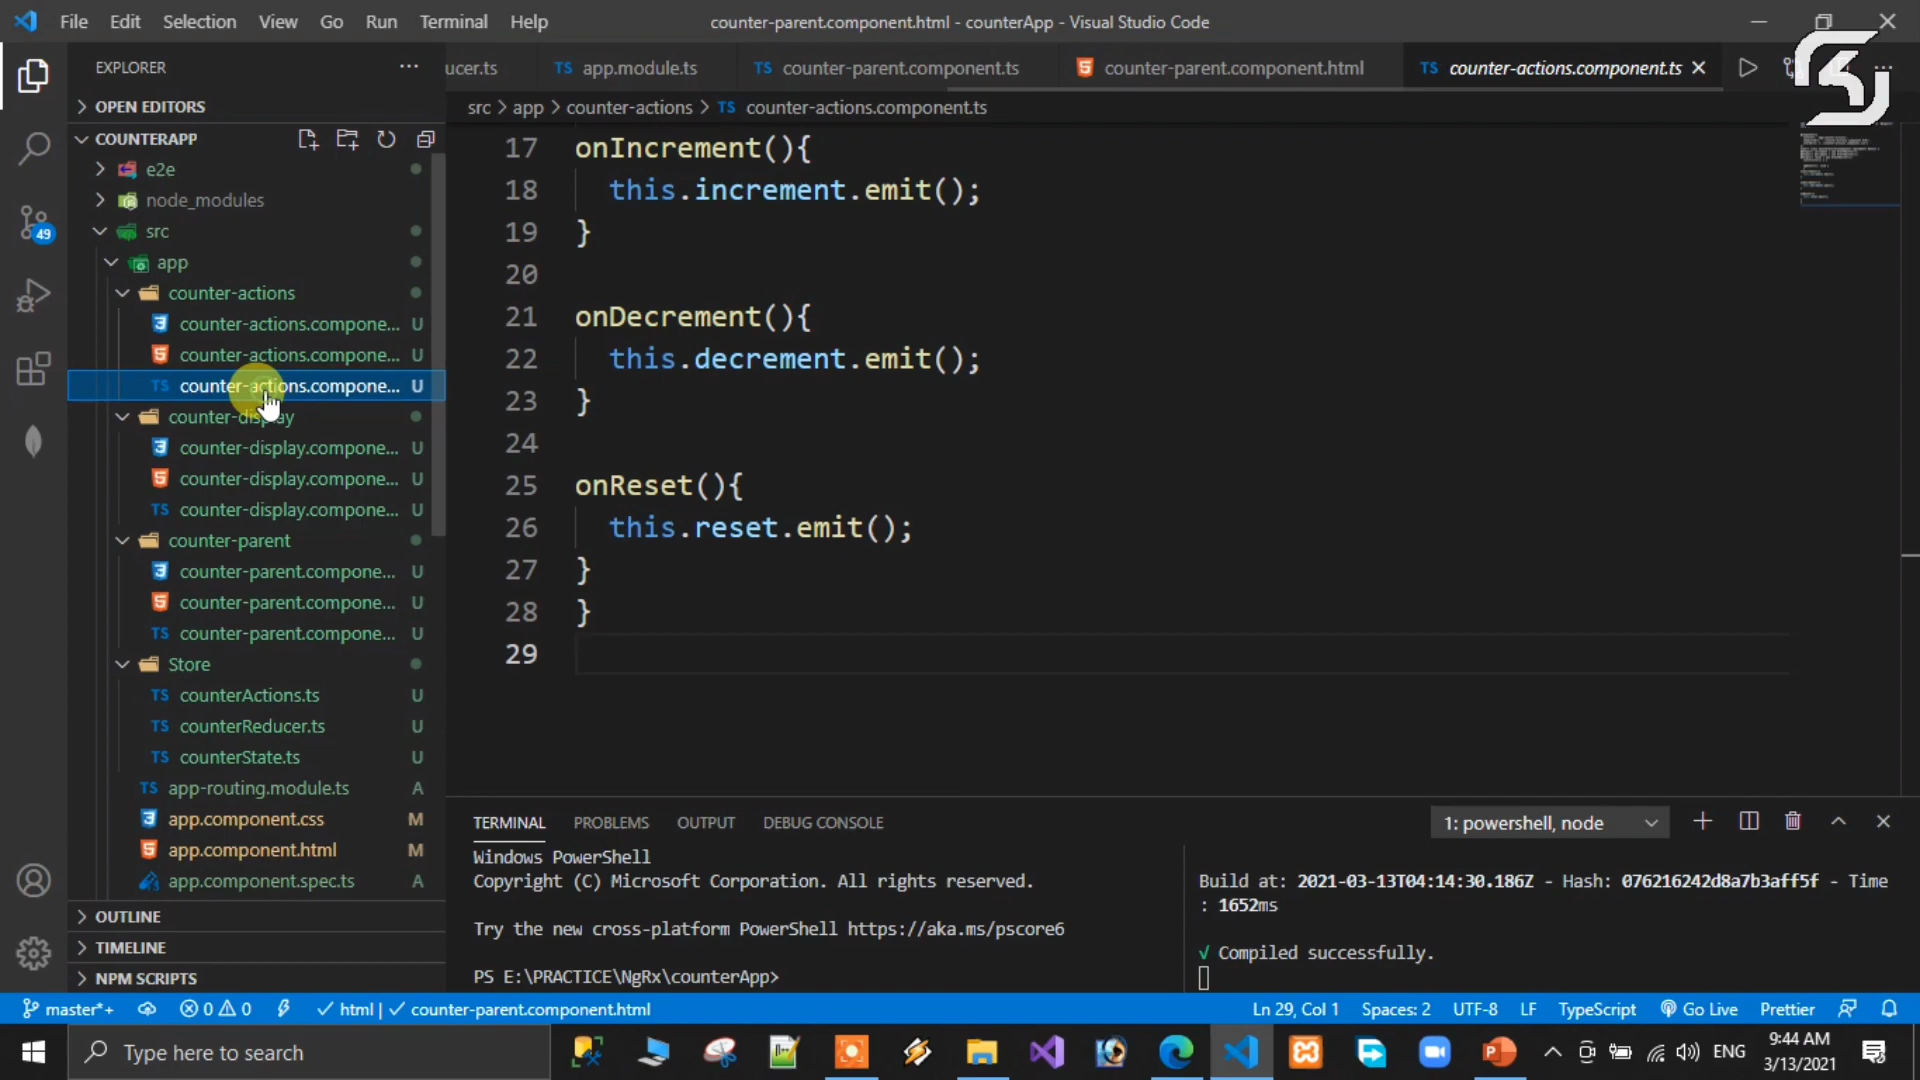 File Edit Selection View Go Run Terminal Help
counter-parent.component.html - counterApp - Visual Studio Code
EXPLORER
OPEN EDITORS
COUNTERAPP
e2e
node_modules
src
app
counter-actions
counter-actions.compone... U
counter-actions.compone... U
TS counter-actions.compone... U
counter-display
counter-display.compone... U
counter-display.compone... U
TS counter-display.compone... U
counter-parent
counter-parent.compone... U
counter-parent.compone... U
TS counter-parent.compone... U
Store
TS counterActions.ts U
TS counterReducer.ts U
TS counterState.ts U
TS app-routing.module.ts A
app.component.css M
app.component.html M
app.component.spec.ts A
OUTLINE
TIMELINE
NPM SCRIPTS
49
ucer.ts
TS app.module.ts
TS counter-parent.component.ts
counter-parent.component.html
TS counter-actions.component.ts
src > app > counter-actions > TS counter-actions.component.ts
17 onIncrement(){
18 this.increment.emit();
19 }
20
21 onDecrement(){
22 this.decrement.emit();
23 }
24
25 onReset(){
26 this.reset.emit();
27 }
28 }
29
TERMINAL PROBLEMS OUTPUT DEBUG CONSOLE
1: powershell, node
Windows PowerShell
Copyright (C) Microsoft Corporation. All rights reserved.
Try the new cross-platform PowerShell https://aka.ms/pscore6
PS E:\PRACTICE\NgRx\counterApp>
Build at: 2021-03-13T04:14:30.186Z - Hash: 076216242d8a7b3aff5f - Time
: 1652ms
√ Compiled successfully.
master*+ 0 0 html | counter-parent.component.html
Ln 29, Col 1 Spaces: 2 UTF-8 LF TypeScript Go Live Prettier
Type here to search
ENG
9:44 AM
3/13/2021